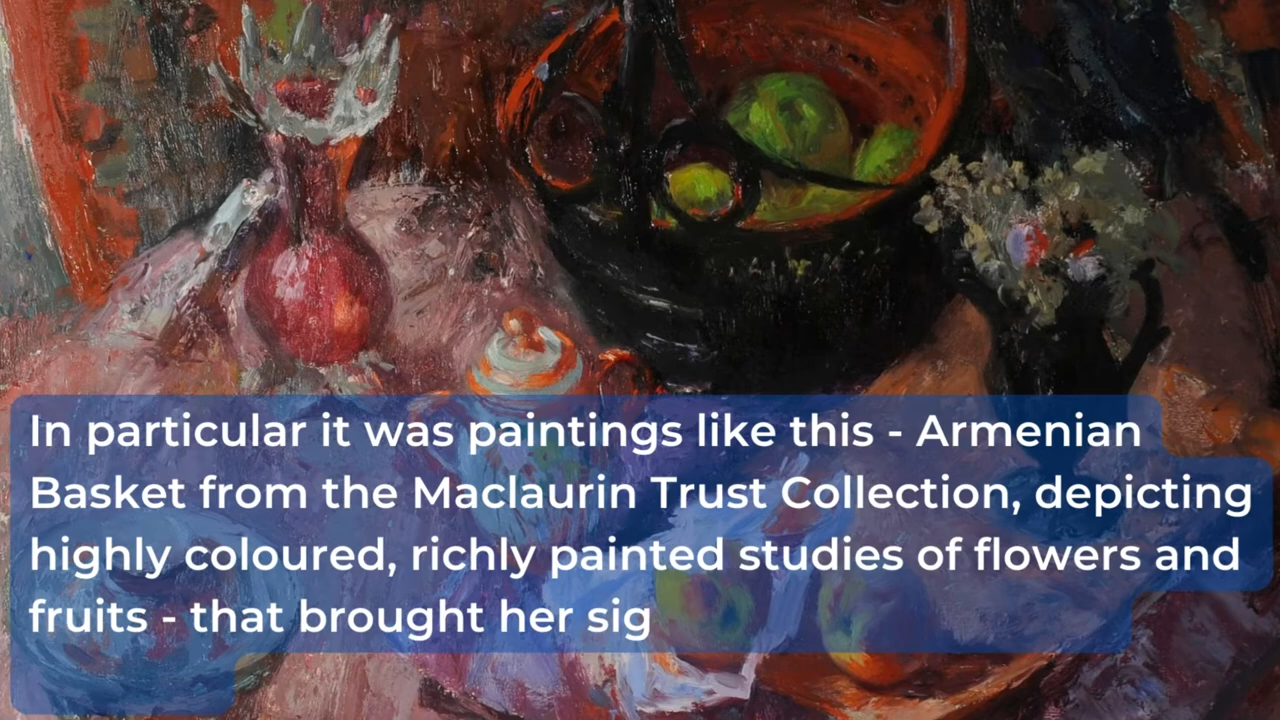 In particular it was paintings like this - Armenian
Basket from the Maclaurin Trust Collection, depicting
highly coloured, richly painted studies of flowers and
fruits - that brought her sig